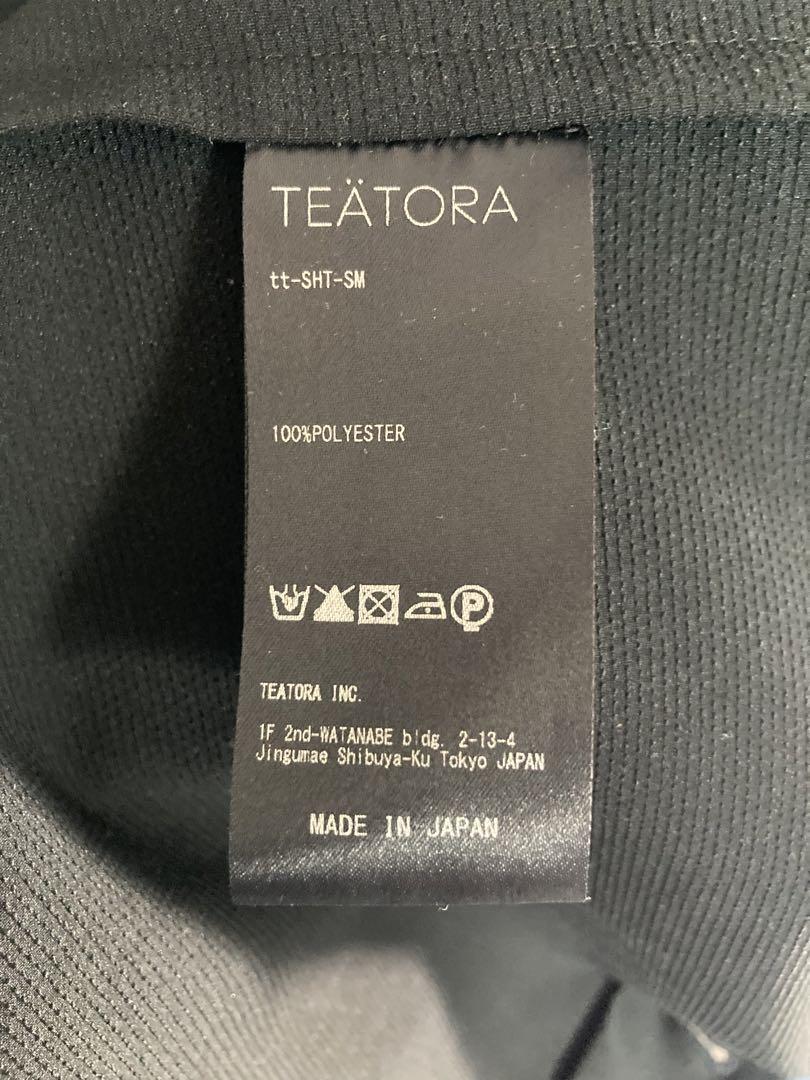 TEÄTORA
tt-SHT-SM
100%POLYESTER
P
TEATORA INC.
1F 2nd-WATANABE bldg. 2-13-4
Jingumae Shibuya-Ku Tokyo JAPAN
MADE IN JAPAN